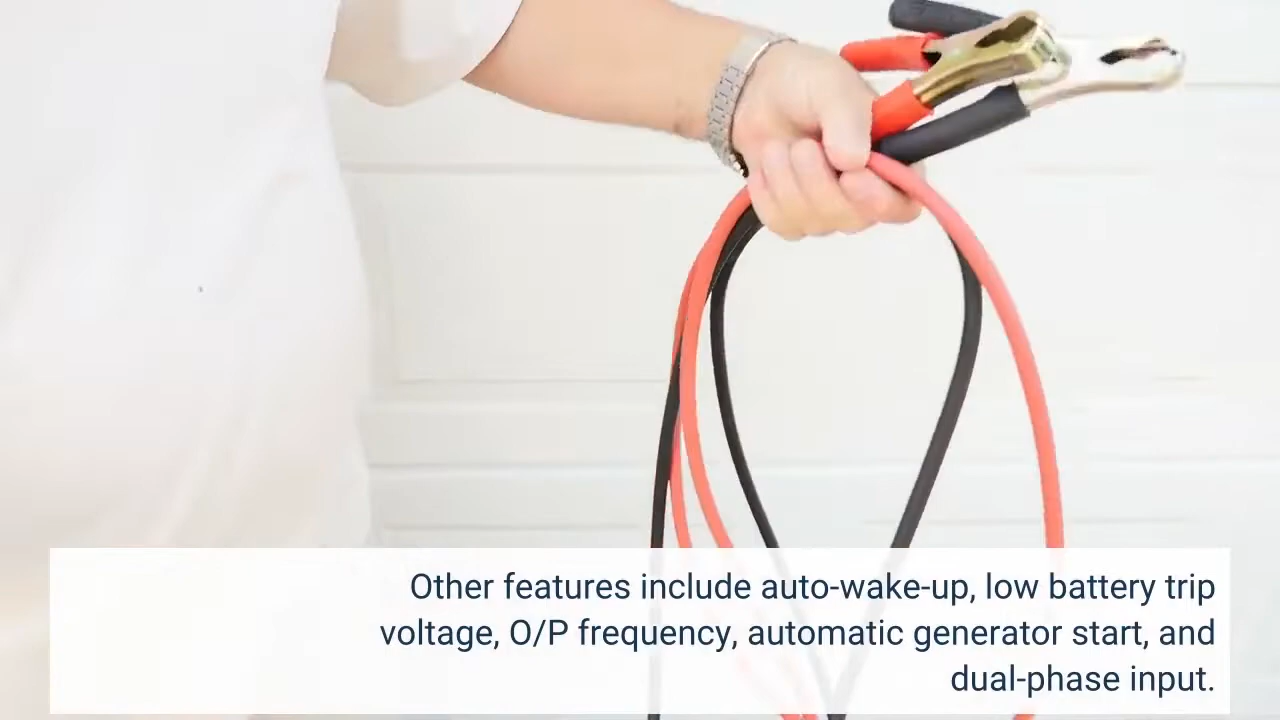 Other features include auto-wake-up, low battery trip
voltage, O/P frequency, automatic generator start, and
dual-phase input.